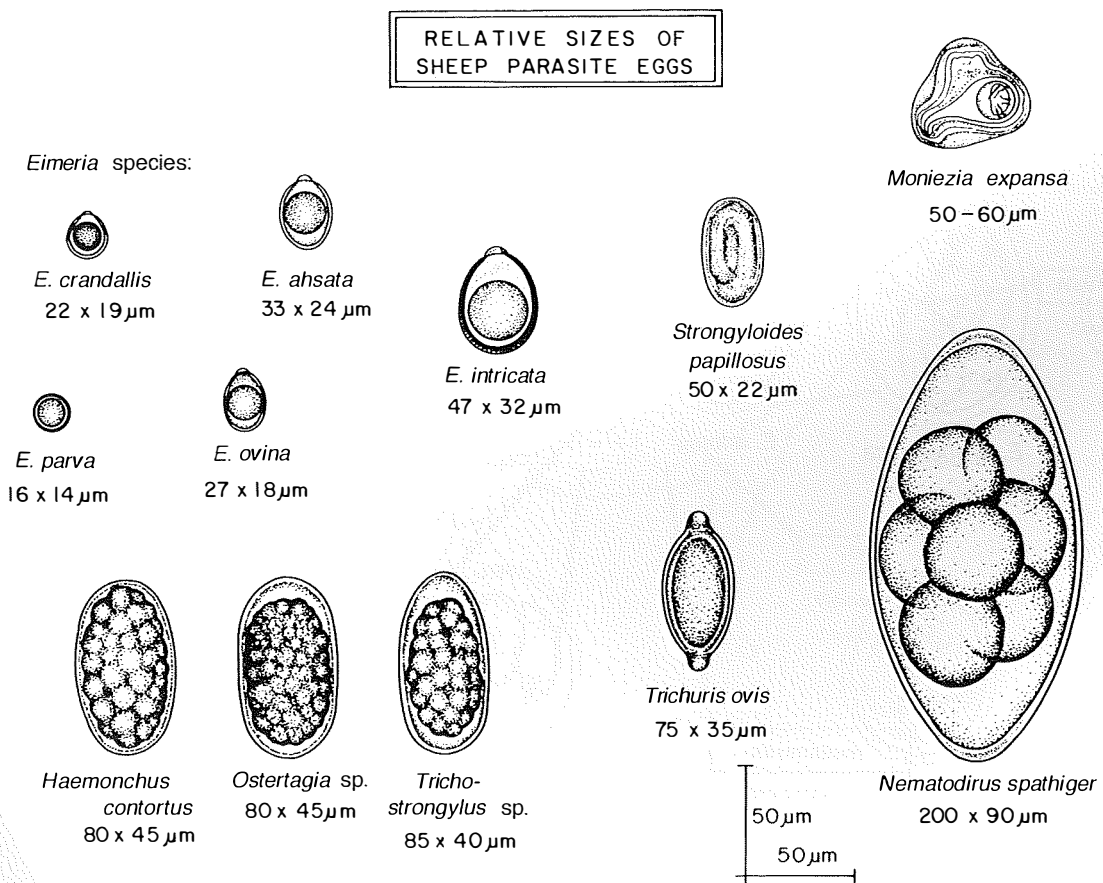 RELATIVE SIZES OF
SHEEP PARASITE EGGS
Eimeria species:
E. crandallis
22 x 19 µm
E. ahsata
33 x 24 µm
E. intricata
47 x 32 µm
Strongyloides
papillosus
50 x 22 µm
Moniezia expansa
50-60 µm
E. parva
16 x 14 µm
E. ovina
27 x 18 µm
Haemonchus
contortus
80 x 45 µm
Ostertagia sp.
80 x 45 µm
Tricho-
strongylus sp.
85 x 40 µm
Trichuris ovis
75 x 35 µm
Nematodirus spathiger
200 x 90 µm
50 µm
50 µm